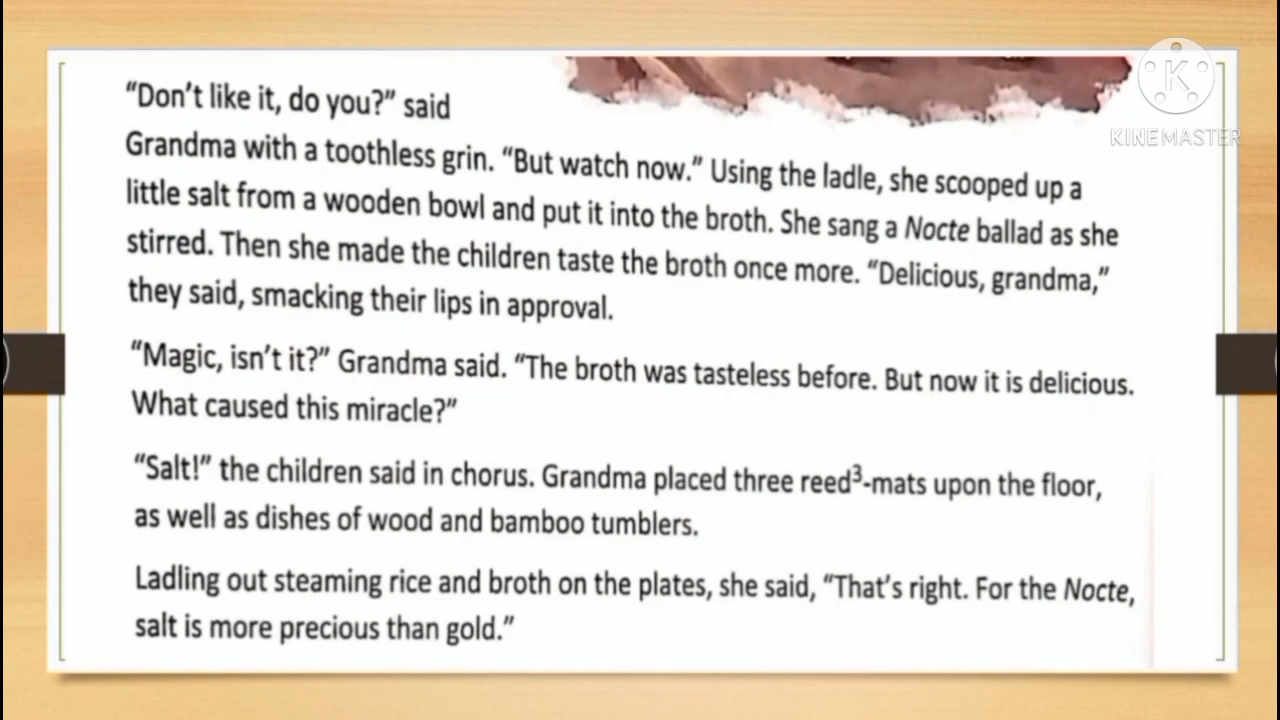 “Don’t like it, do you?” said
KINEMASTER
Grandma with a toothless grin. “But watch now.” Using the ladle, she scooped up a
little salt from a wooden bowl and put it into the broth. She sang a Nocte ballad as she
stirred. Then she made the children taste the broth once more. “Delicious, grandma,”
they said, smacking their lips in approval.
“Magic, isn’t it?” Grandma said. “The broth was tasteless before. But now it is delicious.
What caused this miracle?”
“Salt!” the children said in chorus. Grandma placed three reed³-mats upon the floor,
as well as dishes of wood and bamboo tumblers.
Ladling out steaming rice and broth on the plates, she said, “That’s right. For the Nocte,
salt is more precious than gold.”